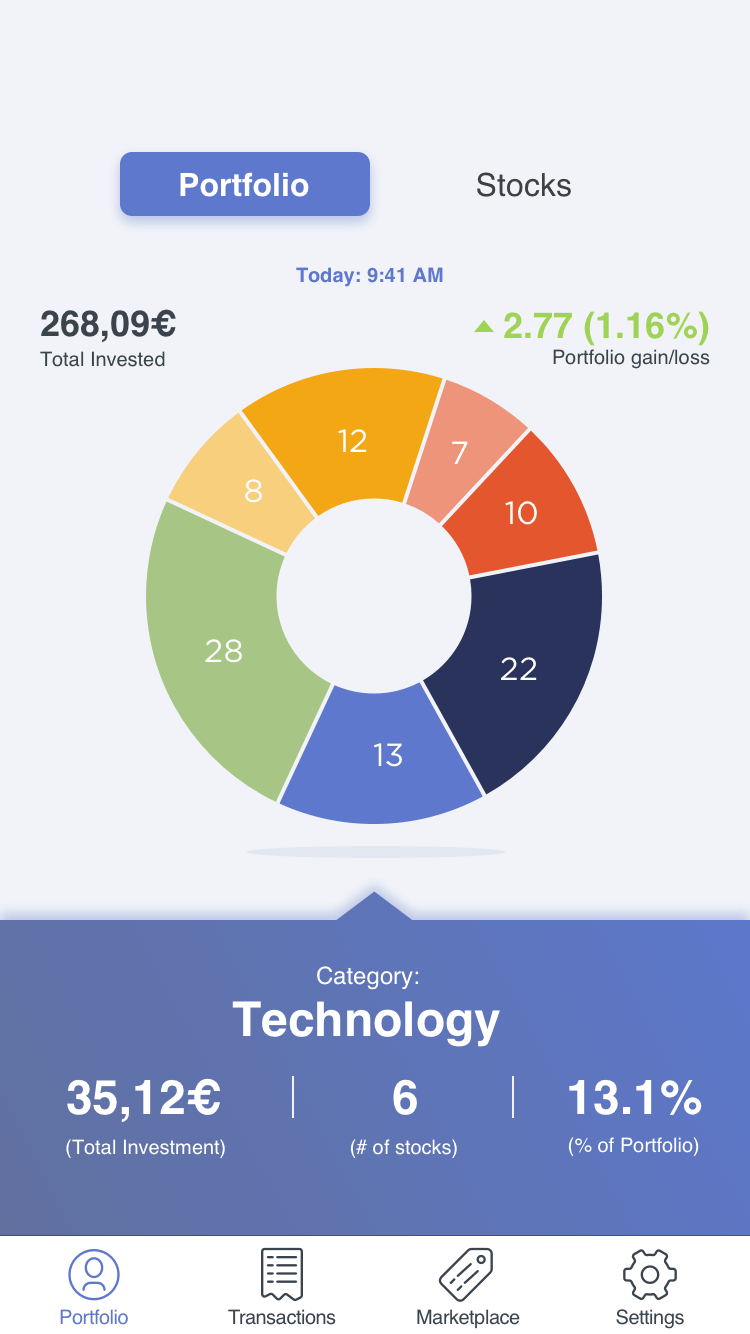 Portfolio
Stocks
Today: 9:41 AM
268,09€
Total Invested
2.77 (1.16%)
Portfolio gain/loss
12
7
8
10
28
22
13
Category:
Technology
35,12€
6
13.1%
(Total Investment)
(# of stocks)
(% of Portfolio)
Portfolio
Transactions
Marketplace
Settings